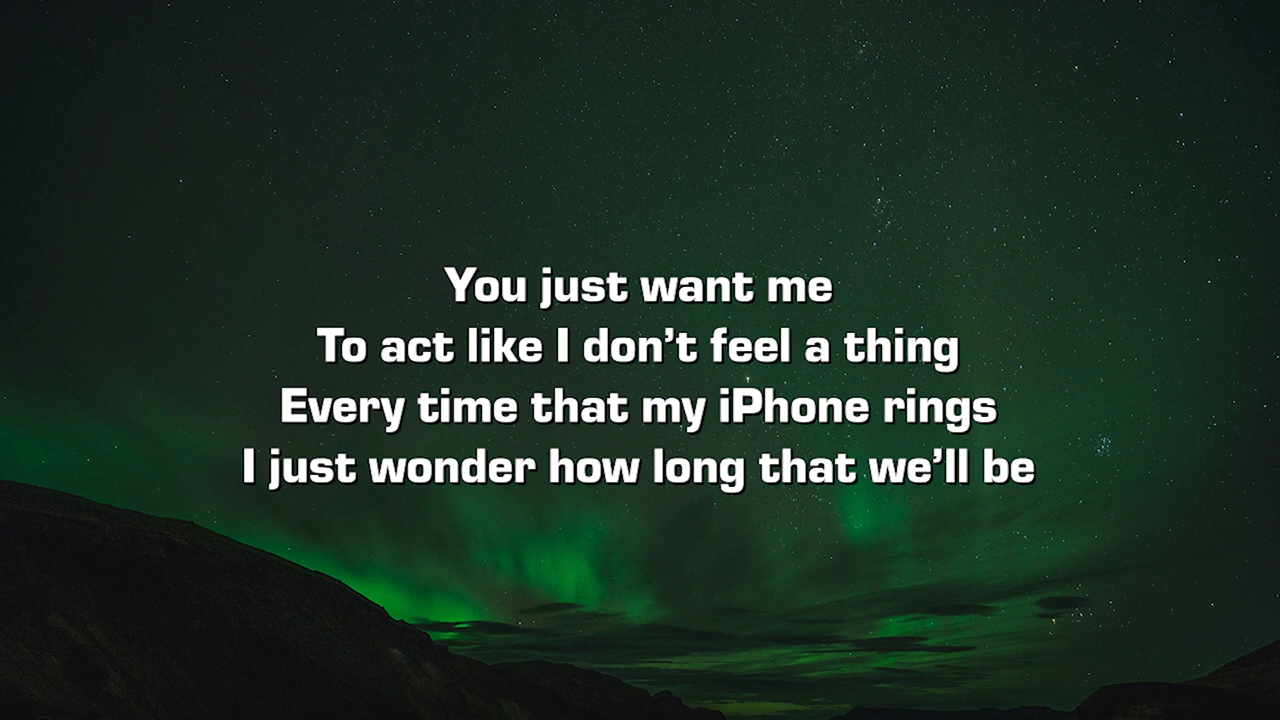 You just want me
To act like I don’t feel a thing
Every time that my iPhone rings
I just wonder how long that we’ll be